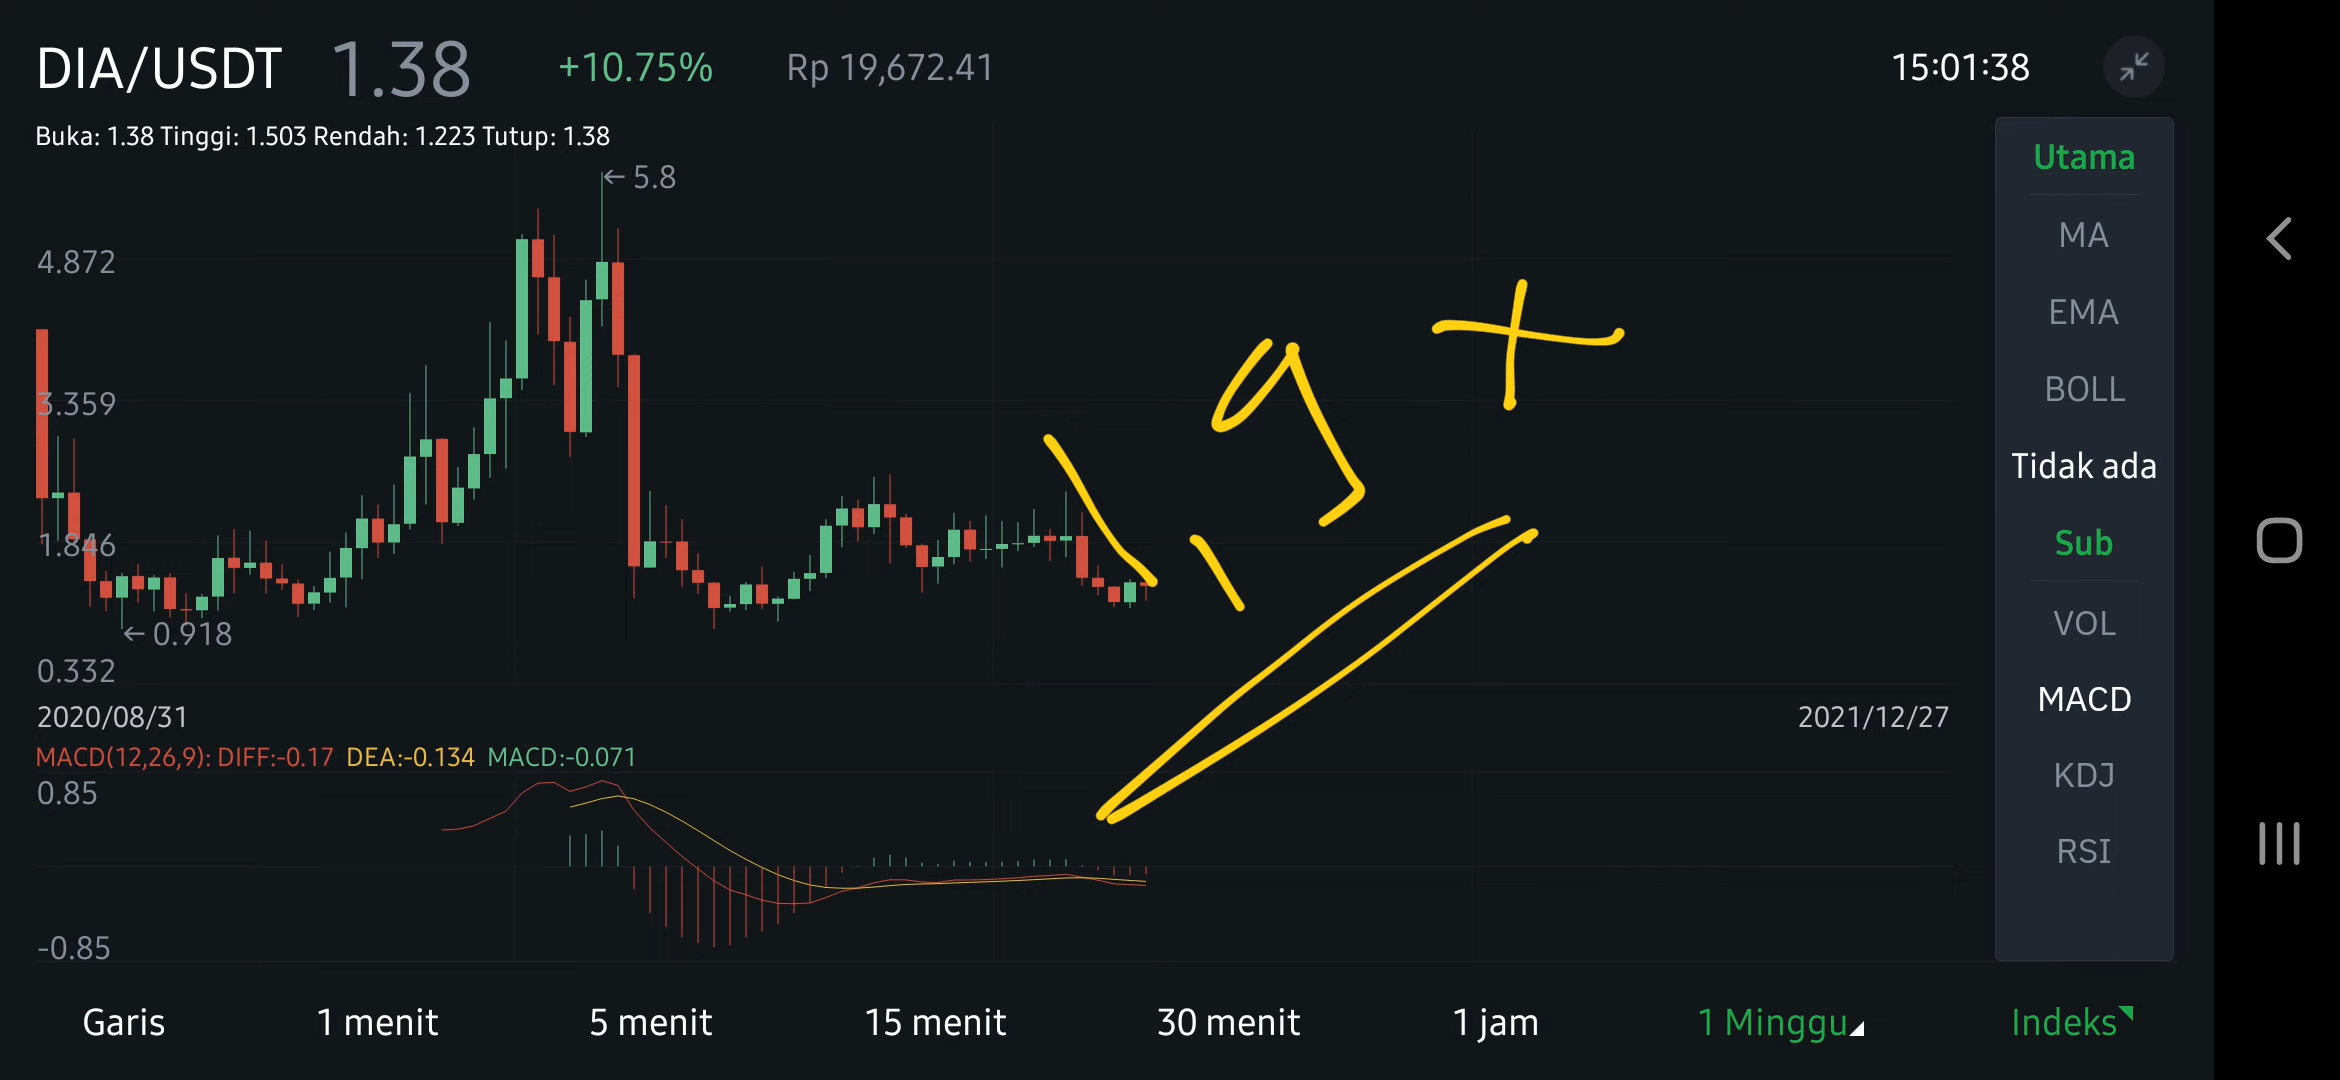 DIA/USDT 1.38 +10.75% Rp 19,672.41 15:01:38
Buka: 1.38 Tinggi: 1.503 Rendah: 1.223 Tutup: 1.38
5.8
4.872
3.359
1.846
0.918
0.332
1,9 +
2020/08/31 2021/12/27
MACD(12,26,9): DIFF:-0.17 DEA:-0.134 MACD:-0.071
0.85
-0.85
Utama
MA
EMA
BOLL
Tidak ada
Sub
VOL
MACD
KDJ
RSI
Garis 1 menit 5 menit 15 menit 30 menit 1 jam 1 Minggu Indeks